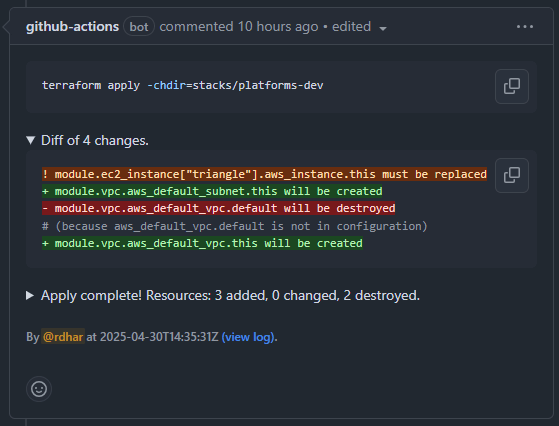 github-actions bot commented 10 hours ago • edited
terraform apply -chdir=stacks/platforms-dev
Diff of 4 changes.
! module.ec2_instance["triangle"].aws_instance.this must be replaced
+ module.vpc.aws_default_subnet.this will be created
- module.vpc.aws_default_vpc.default will be destroyed
# (because aws_default_vpc.default is not in configuration)
+ module.vpc.aws_default_vpc.this will be created
Apply complete! Resources: 3 added, 0 changed, 2 destroyed.
By @rdhar at 2025-04-30T14:35:31Z (view log).